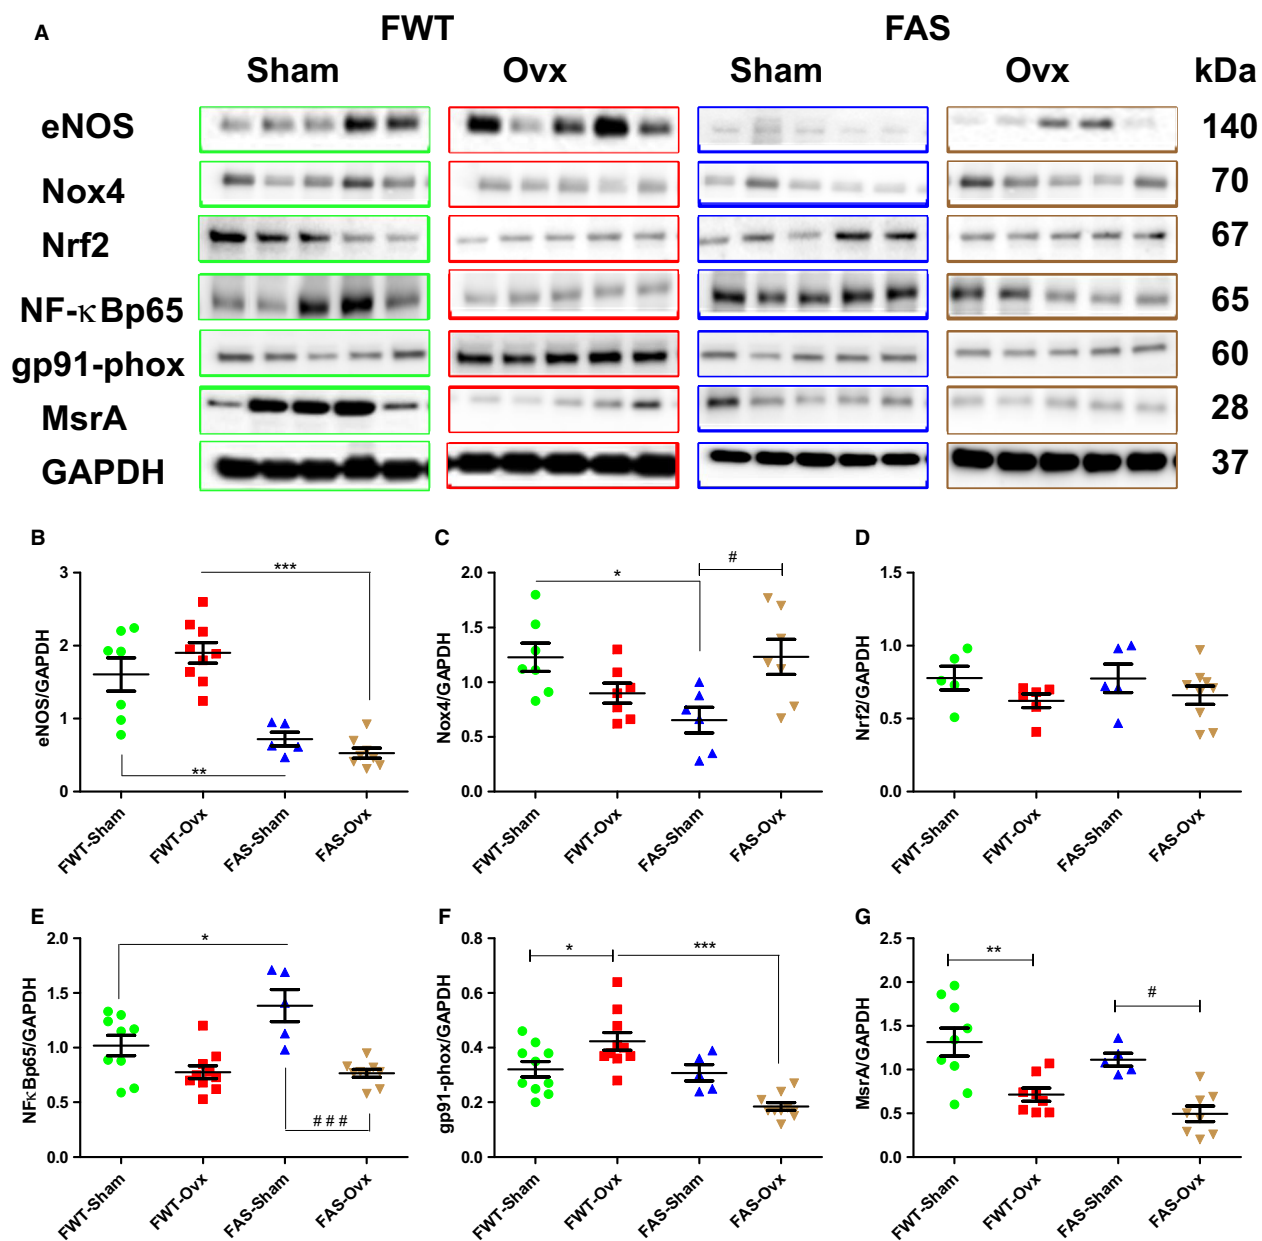 A
FWT FAS
Sham Ovx Sham Ovx kDa
eNOS 140
Nox4 70
Nrf2 67
NF-κBp65 65
gp91-phox 60
MsrA 28
GAPDH 37
B
eNOS/GAPDH
3
2
1
0
***
**
FWT-Sham
FWT-Ovx
FAS-Sham
FAS-Ovx
C
Nox4/GAPDH
2.0
1.5
1.0
0.5
0.0
*
#
FWT-Sham
FWT-Ovx
FAS-Sham
FAS-Ovx
D
Nrf2/GAPDH
1.5
1.0
0.5
0.0
FWT-Sham
FWT-Ovx
FAS-Sham
FAS-Ovx
E
NFκBp65/GAPDH
2.0
1.5
1.0
0.5
0.0
*
###
FWT-Sham
FWT-Ovx
FAS-Sham
FAS-Ovx
F
gp91-phox/GAPDH
0.8
0.6
0.4
0.2
0.0
*
***
FWT-Sham
FWT-Ovx
FAS-Sham
FAS-Ovx
G
MsrA/GAPDH
2.5
2.0
1.5
1.0
0.5
0.0
**
#
FWT-Sham
FWT-Ovx
FAS-Sham
FAS-Ovx